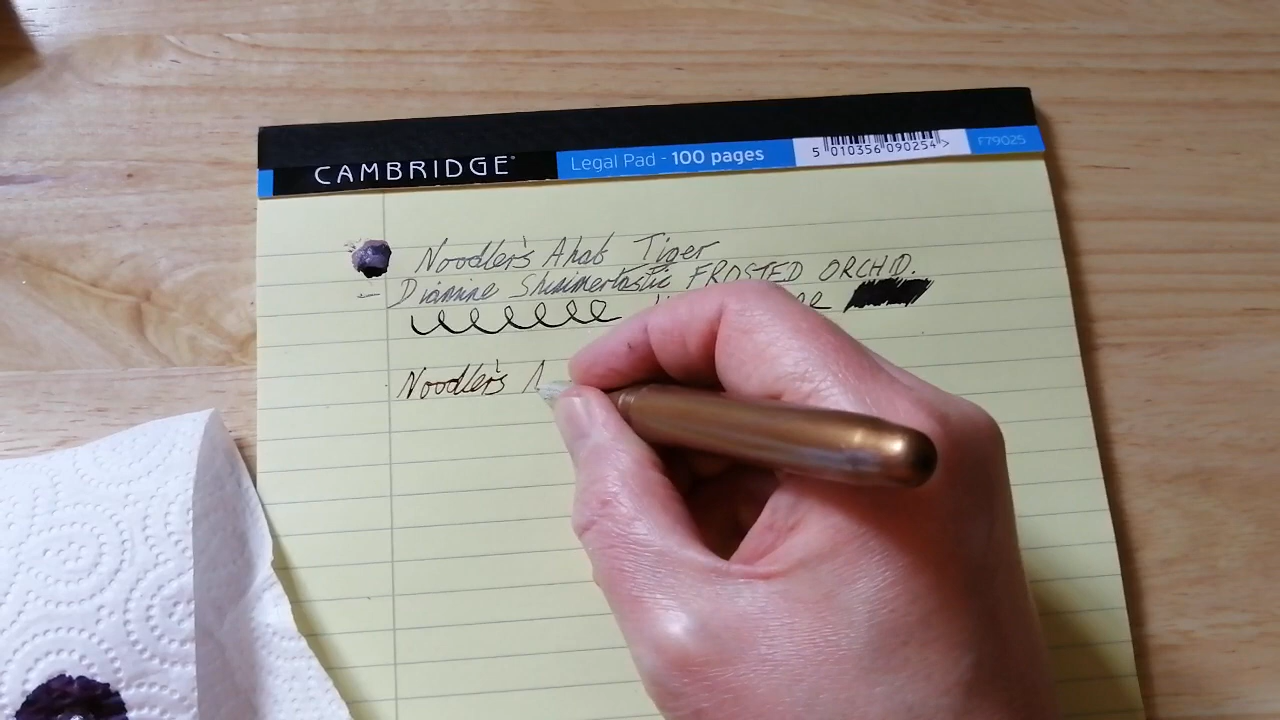 CAMBRIDGE
Legal Pad - 100 pages
5 010356 090254 >
F79025
Noodler's Ahab Tiger
- Diamine Shimmertastic FROSTED ORCHID.
Noodler's